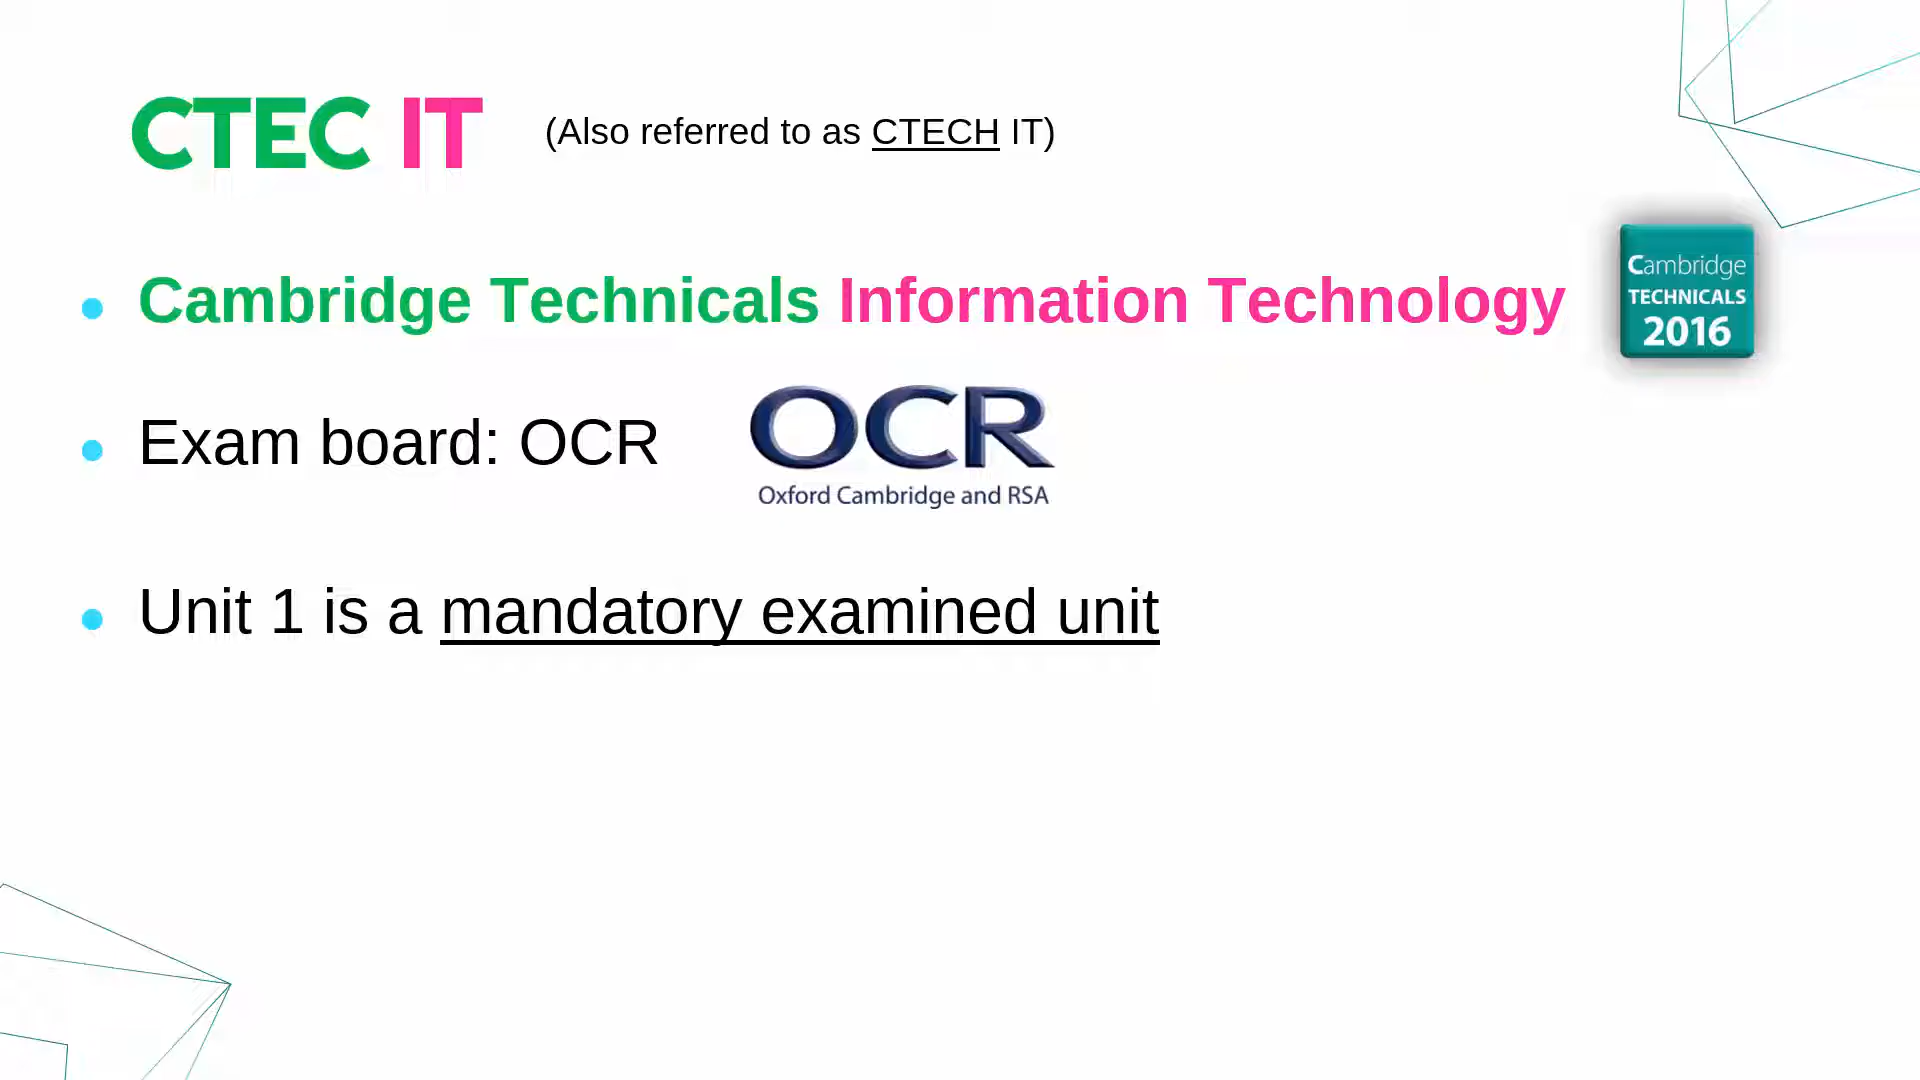 CTEC IT (Also referred to as CTECH IT)
Cambridge Technicals Information Technology
Cambridge
TECHNICALS
2016
Exam board: OCR
OCR
Oxford Cambridge and RSA
Unit 1 is a mandatory examined unit